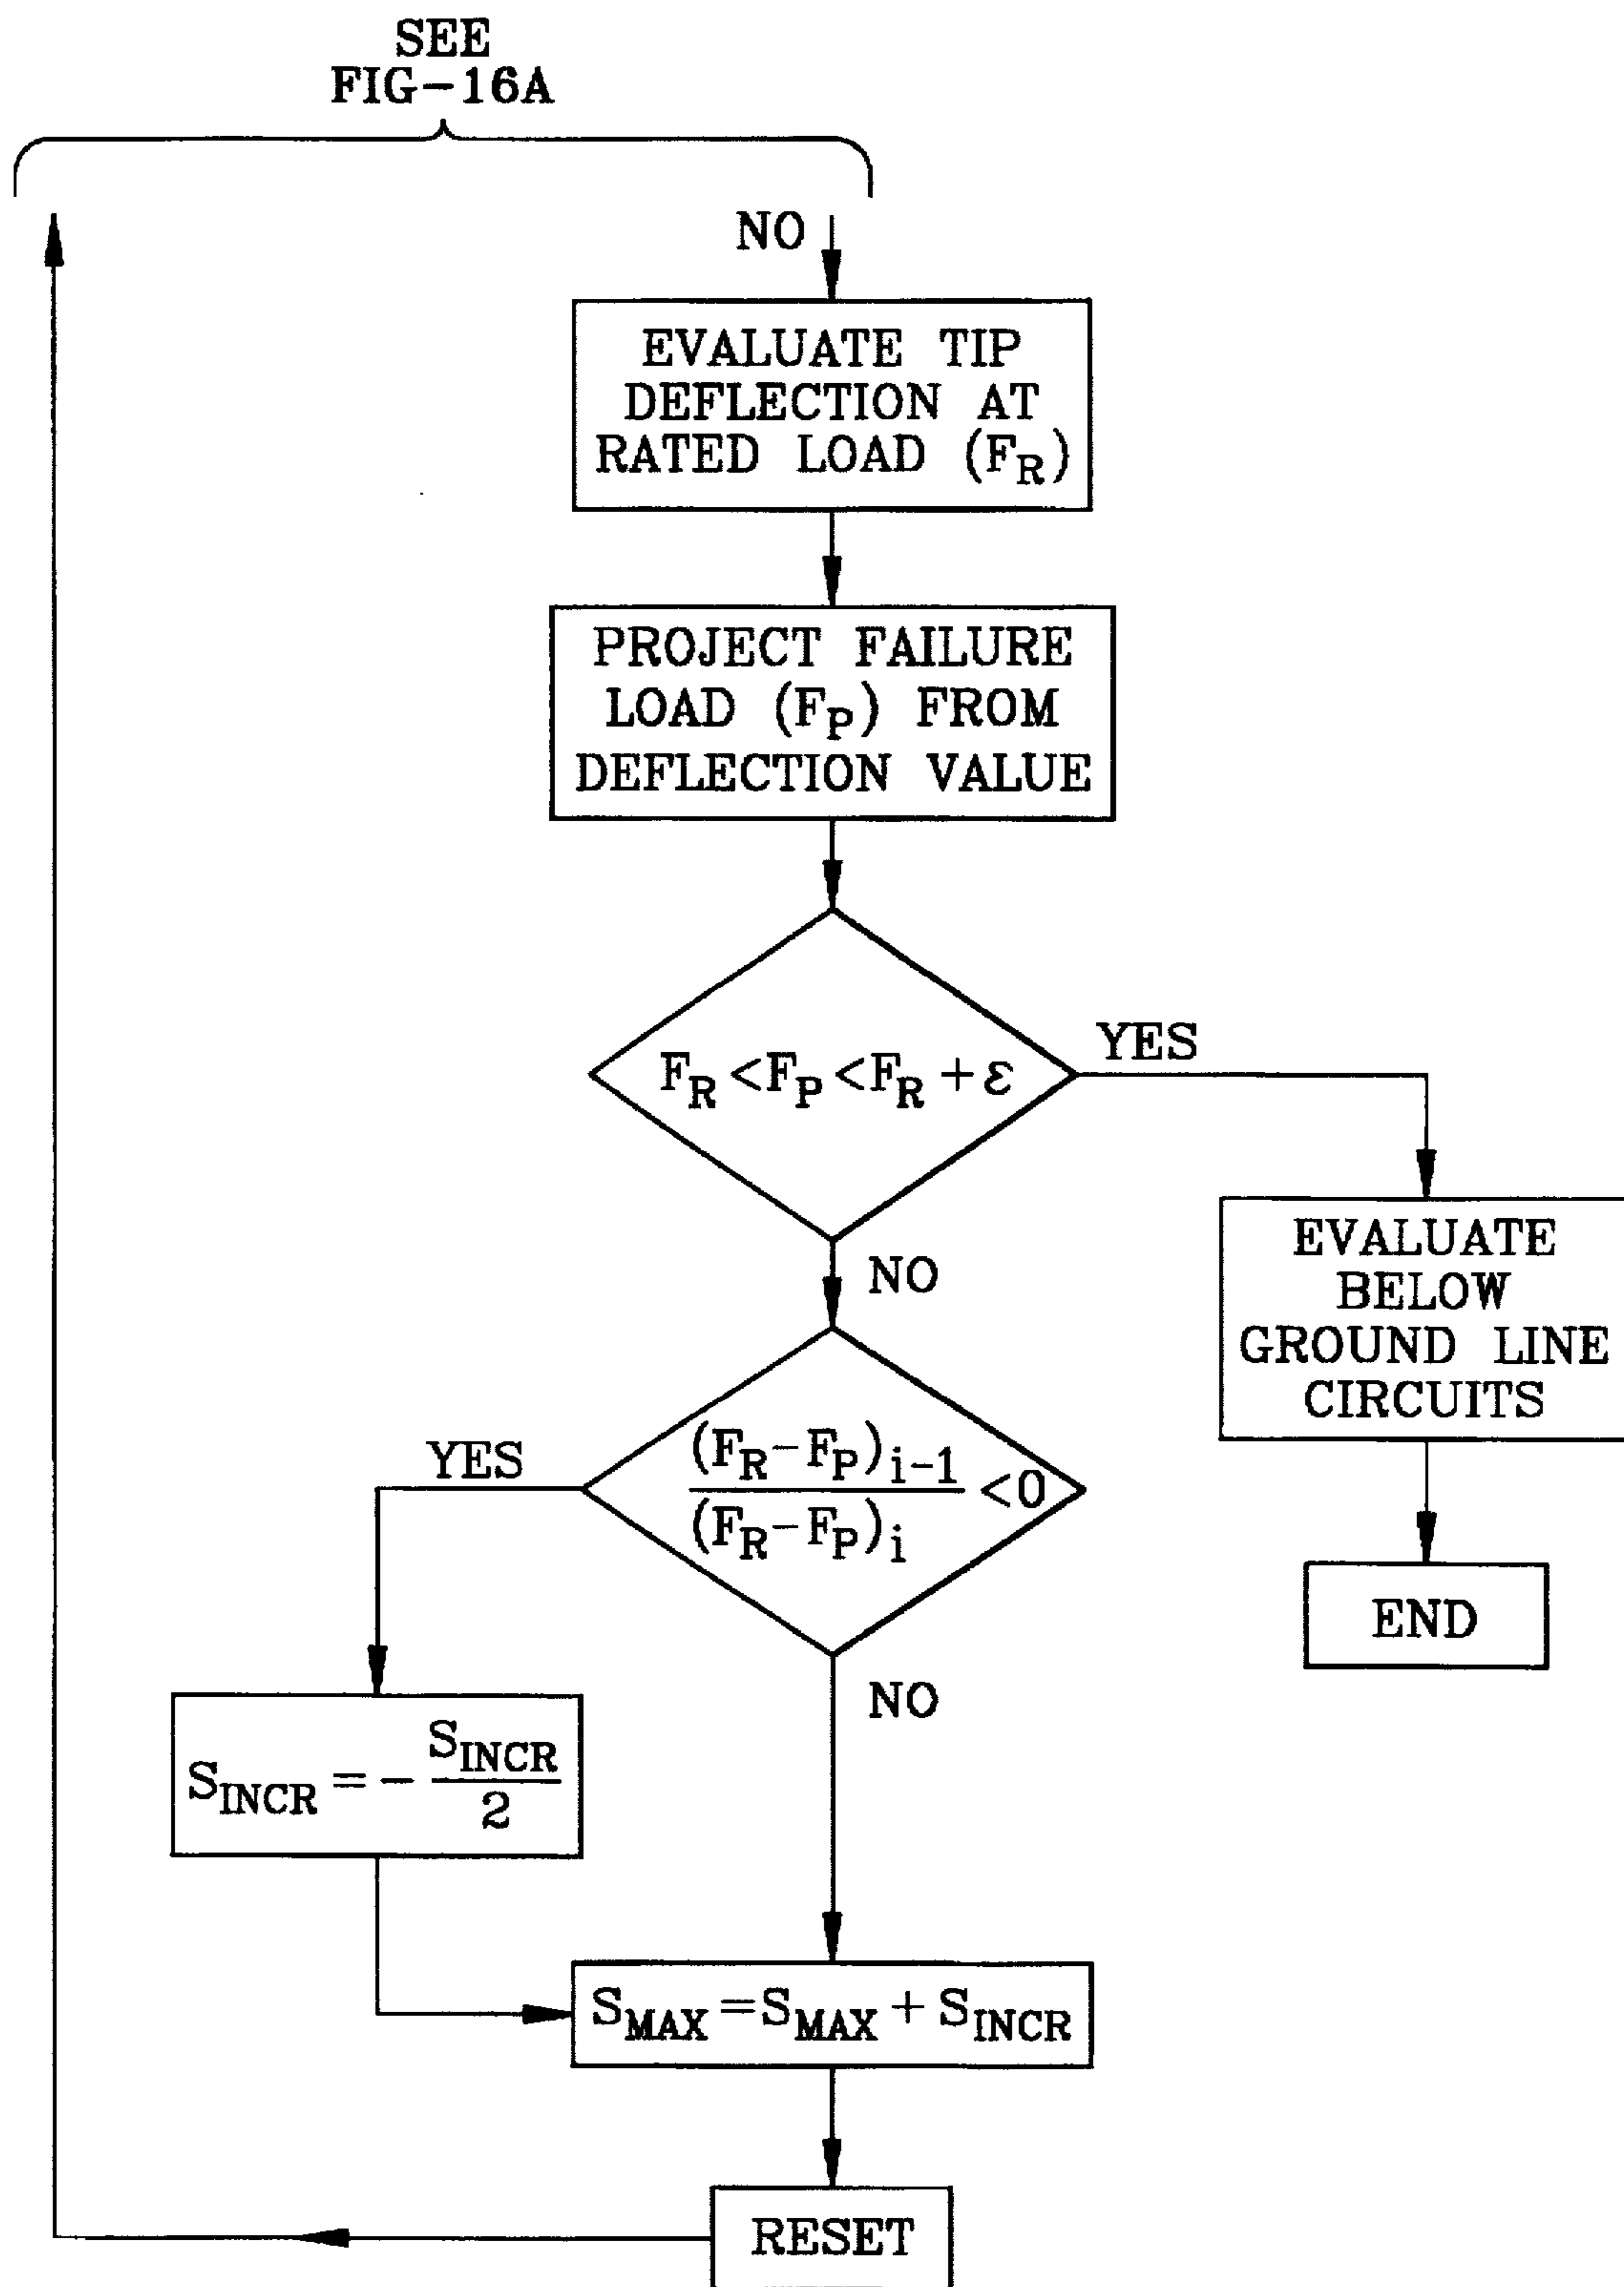 SEE
FIG-16A
NO
EVALUATE TIP
DEFLECTION AT
RATED LOAD (F_R)
PROJECT FAILURE
LOAD (F_P) FROM
DEFLECTION VALUE
F_R <F_P <F_R + ε
YES
NO
EVALUATE
BELOW
GROUND LINE
CIRCUITS
END
(F_R - F_P)_i-1
(F_R - F_P)_i
<0
YES
NO
S_INCR = - S_INCR
2
S_MAX = S_MAX + S_INCR
RESET